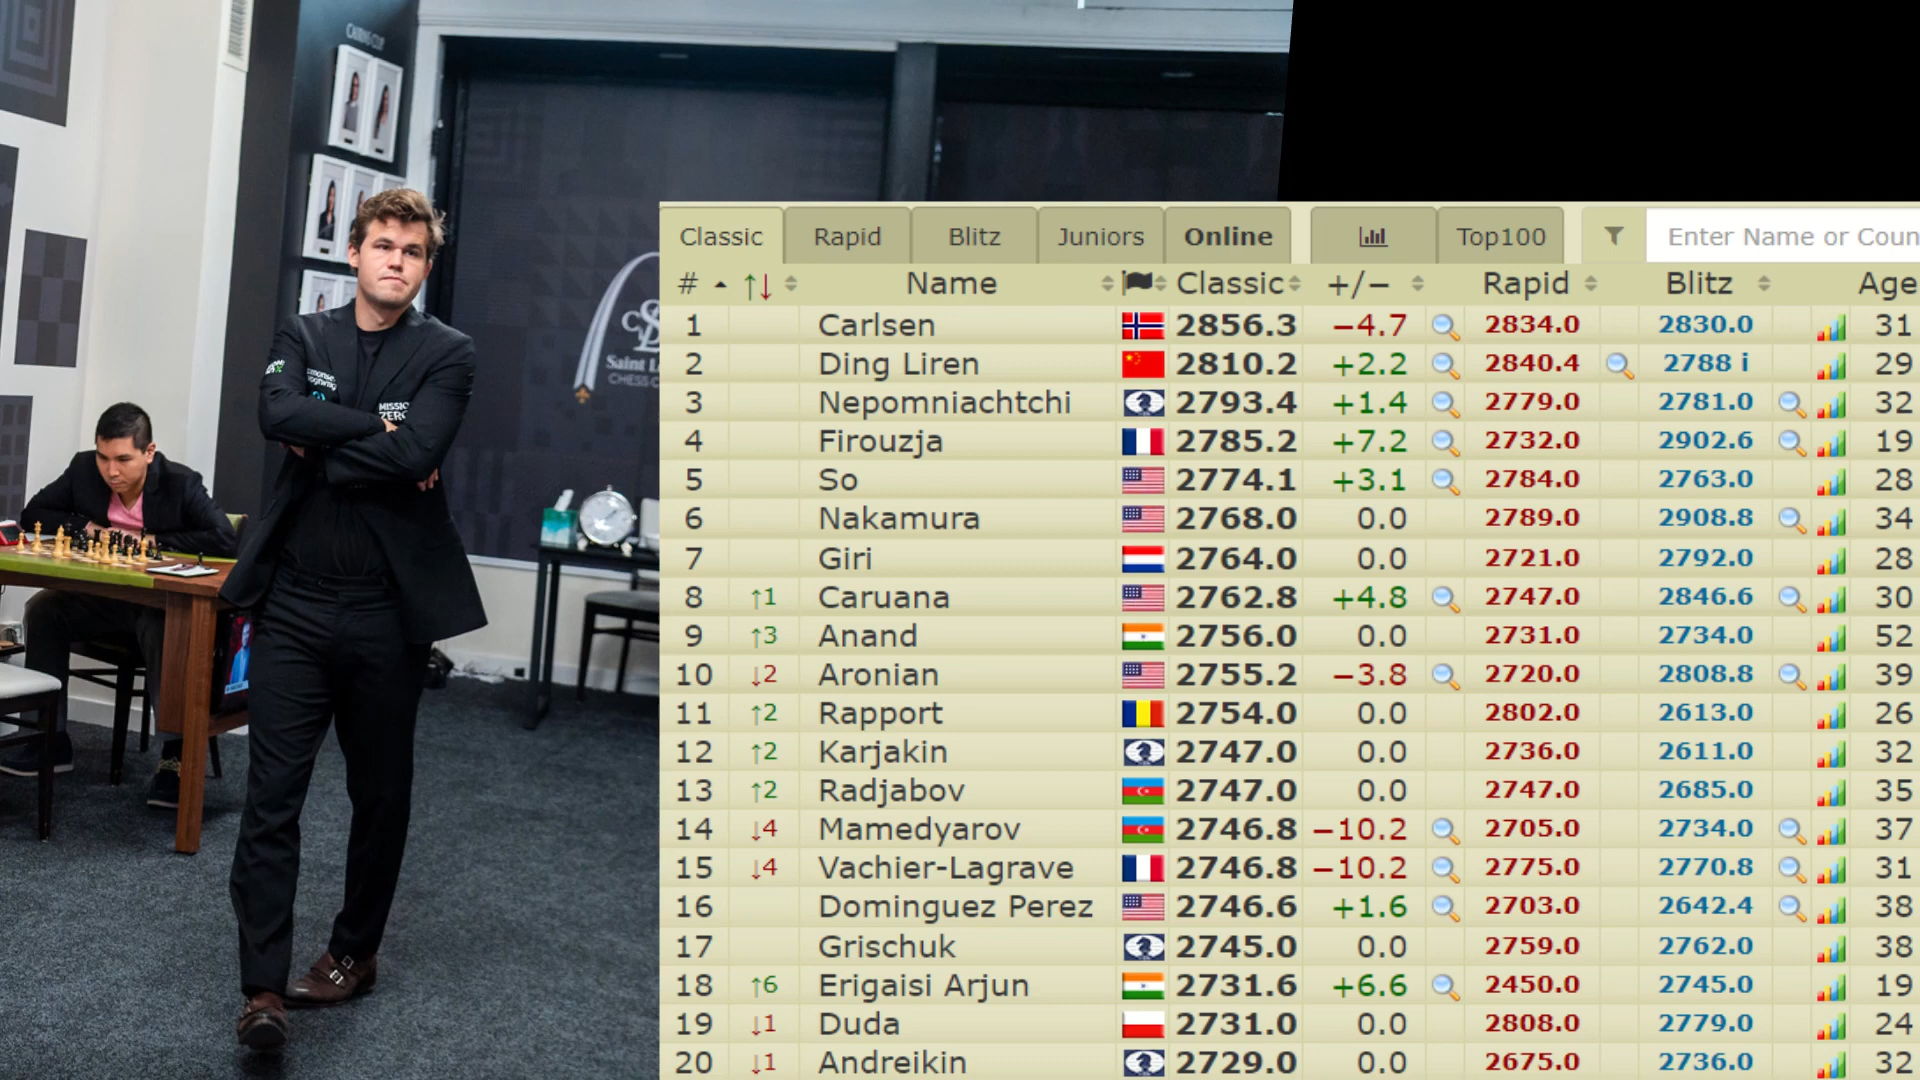 CAIRNS CUP
Saint L
CHESS C
MISSION
ZERO
Classic Rapid Blitz Juniors Online Top100 Enter Name or Coun
# ↑↓ Name Classic +/− Rapid Blitz Age
1 Carlsen 2856.3 −4.7 2834.0 2830.0 31
2 Ding Liren 2810.2 +2.2 2840.4 2788 i 29
3 Nepomniachtchi 2793.4 +1.4 2779.0 2781.0 32
4 Firouzja 2785.2 +7.2 2732.0 2902.6 19
5 So 2774.1 +3.1 2784.0 2763.0 28
6 Nakamura 2768.0 0.0 2789.0 2908.8 34
7 Giri 2764.0 0.0 2721.0 2792.0 28
8 ↑1 Caruana 2762.8 +4.8 2747.0 2846.6 30
9 ↑3 Anand 2756.0 0.0 2731.0 2734.0 52
10 ↓2 Aronian 2755.2 −3.8 2720.0 2808.8 39
11 ↑2 Rapport 2754.0 0.0 2802.0 2613.0 26
12 ↑2 Karjakin 2747.0 0.0 2736.0 2611.0 32
13 ↑2 Radjabov 2747.0 0.0 2747.0 2685.0 35
14 ↓4 Mamedyarov 2746.8 −10.2 2705.0 2734.0 37
15 ↓4 Vachier-Lagrave 2746.8 −10.2 2775.0 2770.8 31
16 Dominguez Perez 2746.6 +1.6 2703.0 2642.4 38
17 Grischuk 2745.0 0.0 2759.0 2762.0 38
18 ↑6 Erigaisi Arjun 2731.6 +6.6 2450.0 2745.0 19
19 ↓1 Duda 2731.0 0.0 2808.0 2779.0 24
20 ↓1 Andreikin 2729.0 0.0 2675.0 2736.0 32